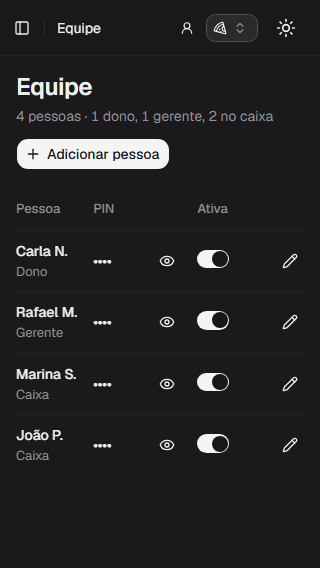 Equipe
Equipe
4 pessoas · 1 dono, 1 gerente, 2 no caixa
Adicionar pessoa
Pessoa PIN Ativa
Carla N.
Dono
••••
Rafael M.
Gerente
••••
Marina S.
Caixa
••••
João P.
Caixa
••••